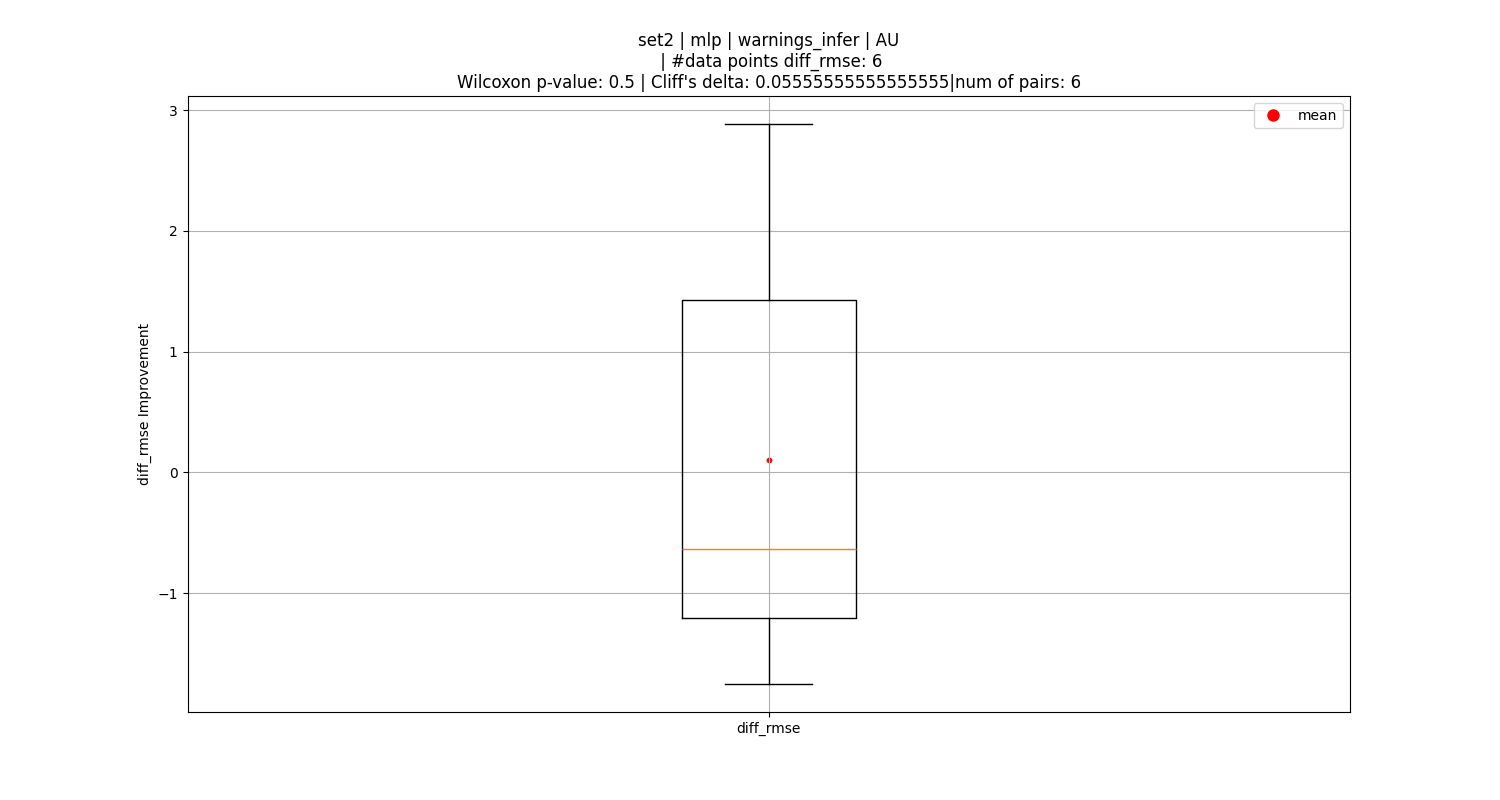 set2 | mlp | warnings_infer | AU
| #data points diff_rmse: 6
Wilcoxon p-value: 0.5 | Cliff's delta: 0.05555555555555555|num of pairs: 6
mean
3
2
1
0
−1
diff_rmse Improvement
diff_rmse